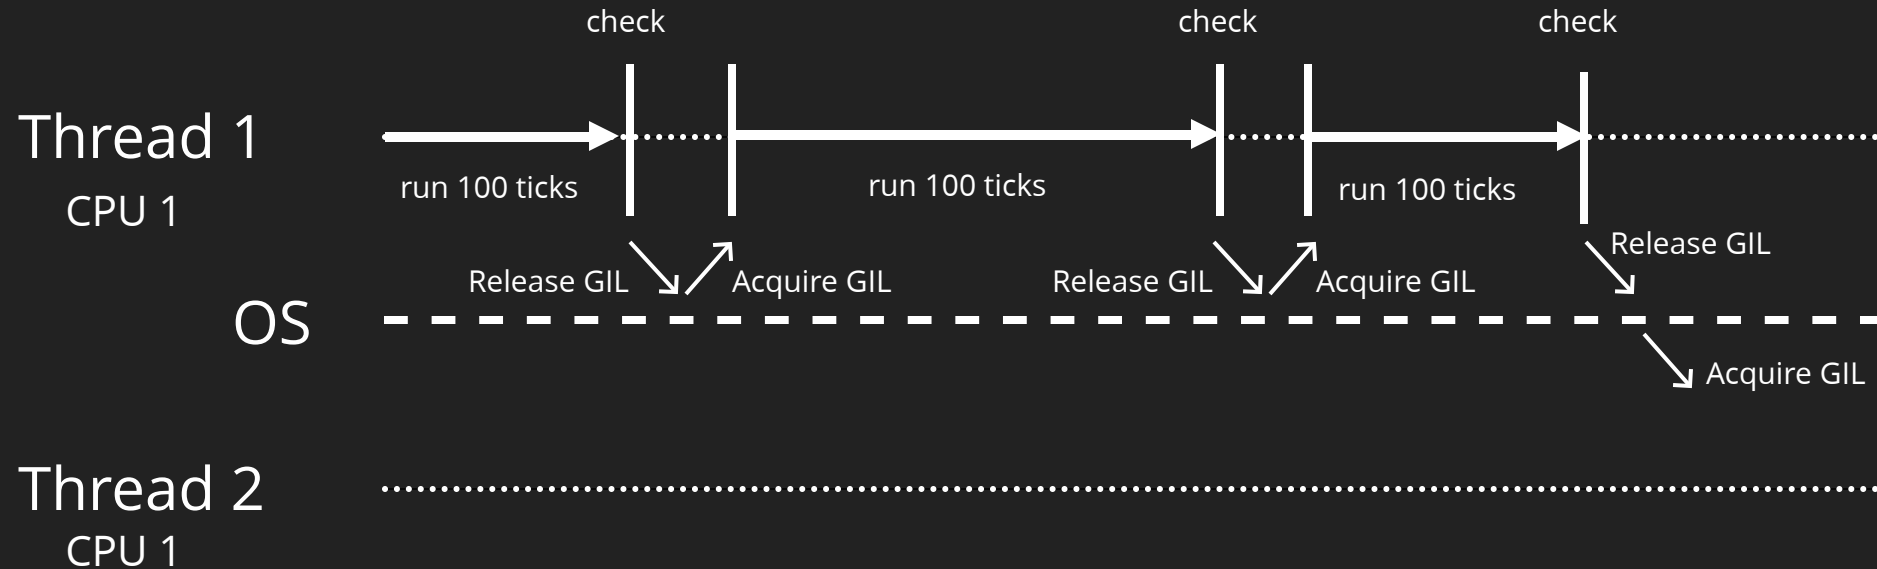 check
check
check
Thread 1
CPU 1
run 100 ticks
run 100 ticks
run 100 ticks
Release GIL
Acquire GIL
Release GIL
Acquire GIL
Release GIL
OS
Acquire GIL
Thread 2
CPU 1